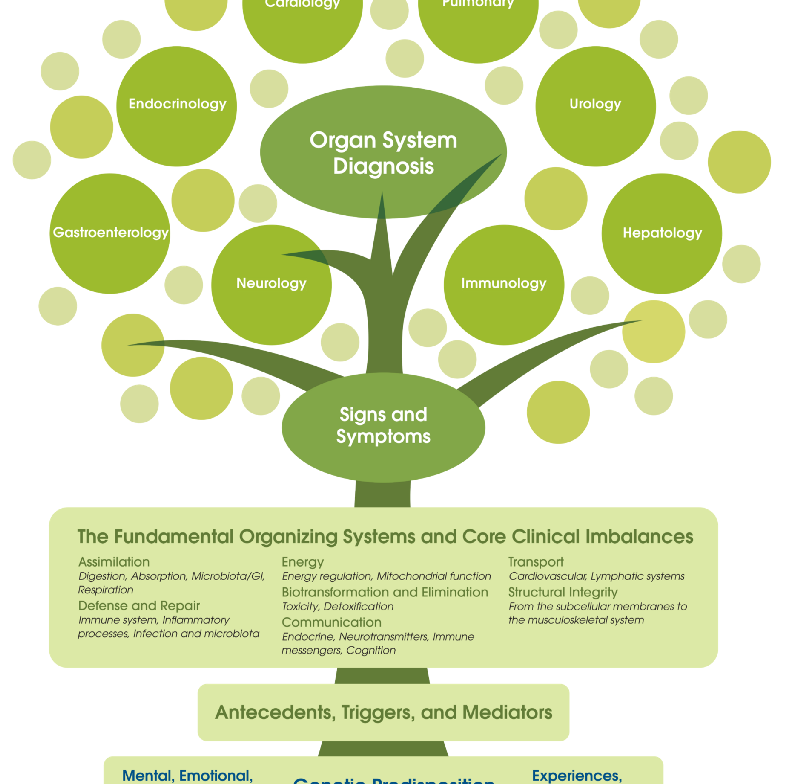 Cardiology
Pulmonary
Endocrinology
Urology
Organ System
Diagnosis
Gastroenterology
Hepatology
Neurology
Immunology
Signs and
Symptoms
The Fundamental Organizing Systems and Core Clinical Imbalances
Assimilation
Digestion, Absorption, Microbiota/GI,
Respiration
Defense and Repair
Immune system, Inflammatory
processes, Infection and microbiota
Energy
Energy regulation, Mitochondrial function
Biotransformation and Elimination
Toxicity, Detoxification
Communication
Endocrine, Neurotransmitters, Immune
messengers, Cognition
Transport
Cardiovascular, Lymphatic systems
Structural Integrity
From the subcellular membranes to
the musculoskeletal system
Antecedents, Triggers, and Mediators
Mental, Emotional,
Genetic Predisposition
Experiences,